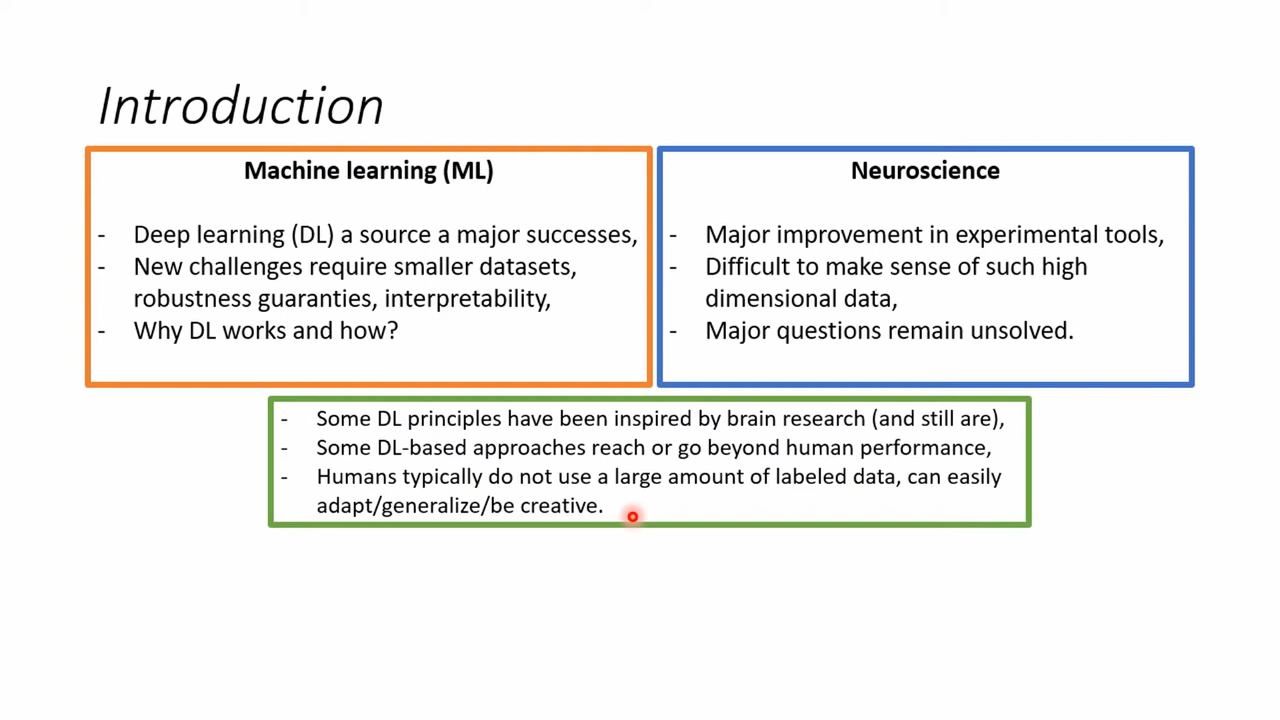 Introduction
Machine learning (ML)
- Deep learning (DL) a source a major successes,
- New challenges require smaller datasets,
robustness guaranties, interpretability,
- Why DL works and how?
Neuroscience
- Major improvement in experimental tools,
- Difficult to make sense of such high
dimensional data,
- Major questions remain unsolved.
- Some DL principles have been inspired by brain research (and still are),
- Some DL-based approaches reach or go beyond human performance,
- Humans typically do not use a large amount of labeled data, can easily
adapt/generalize/be creative.